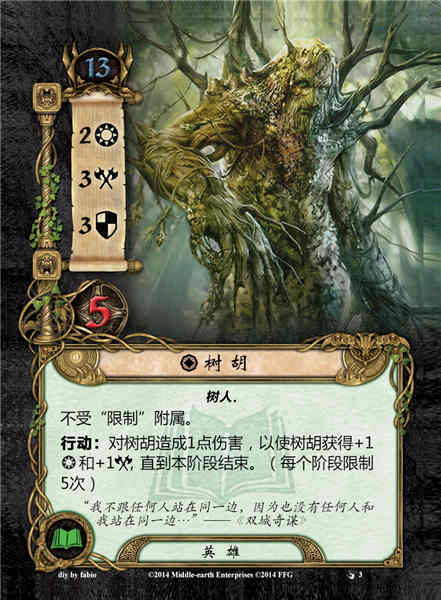 13
2
3
3
5
树胡
树人.
不受“限制”附属。
行动：对树胡造成1点伤害，以使树胡获得+1
和+1，直到本阶段结束。（每个阶段限制
5次）
“我不跟任何人站在同一边，因为也没有任何人和
我站在同一边…”——《双城奇谋》
英雄
diy by fabio ©2014 Middle-earth Enterprises ©2014 FFG 3